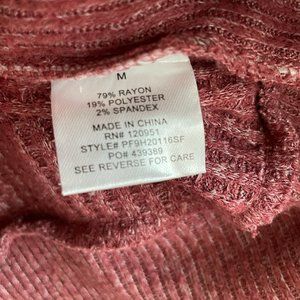 M
79% RAYON
19% POLYESTER
2% SPANDEX
MADE IN CHINA
RN# 120951
STYLE# PF9H20116SF
PO# 439389
SEE REVERSE FOR CARE